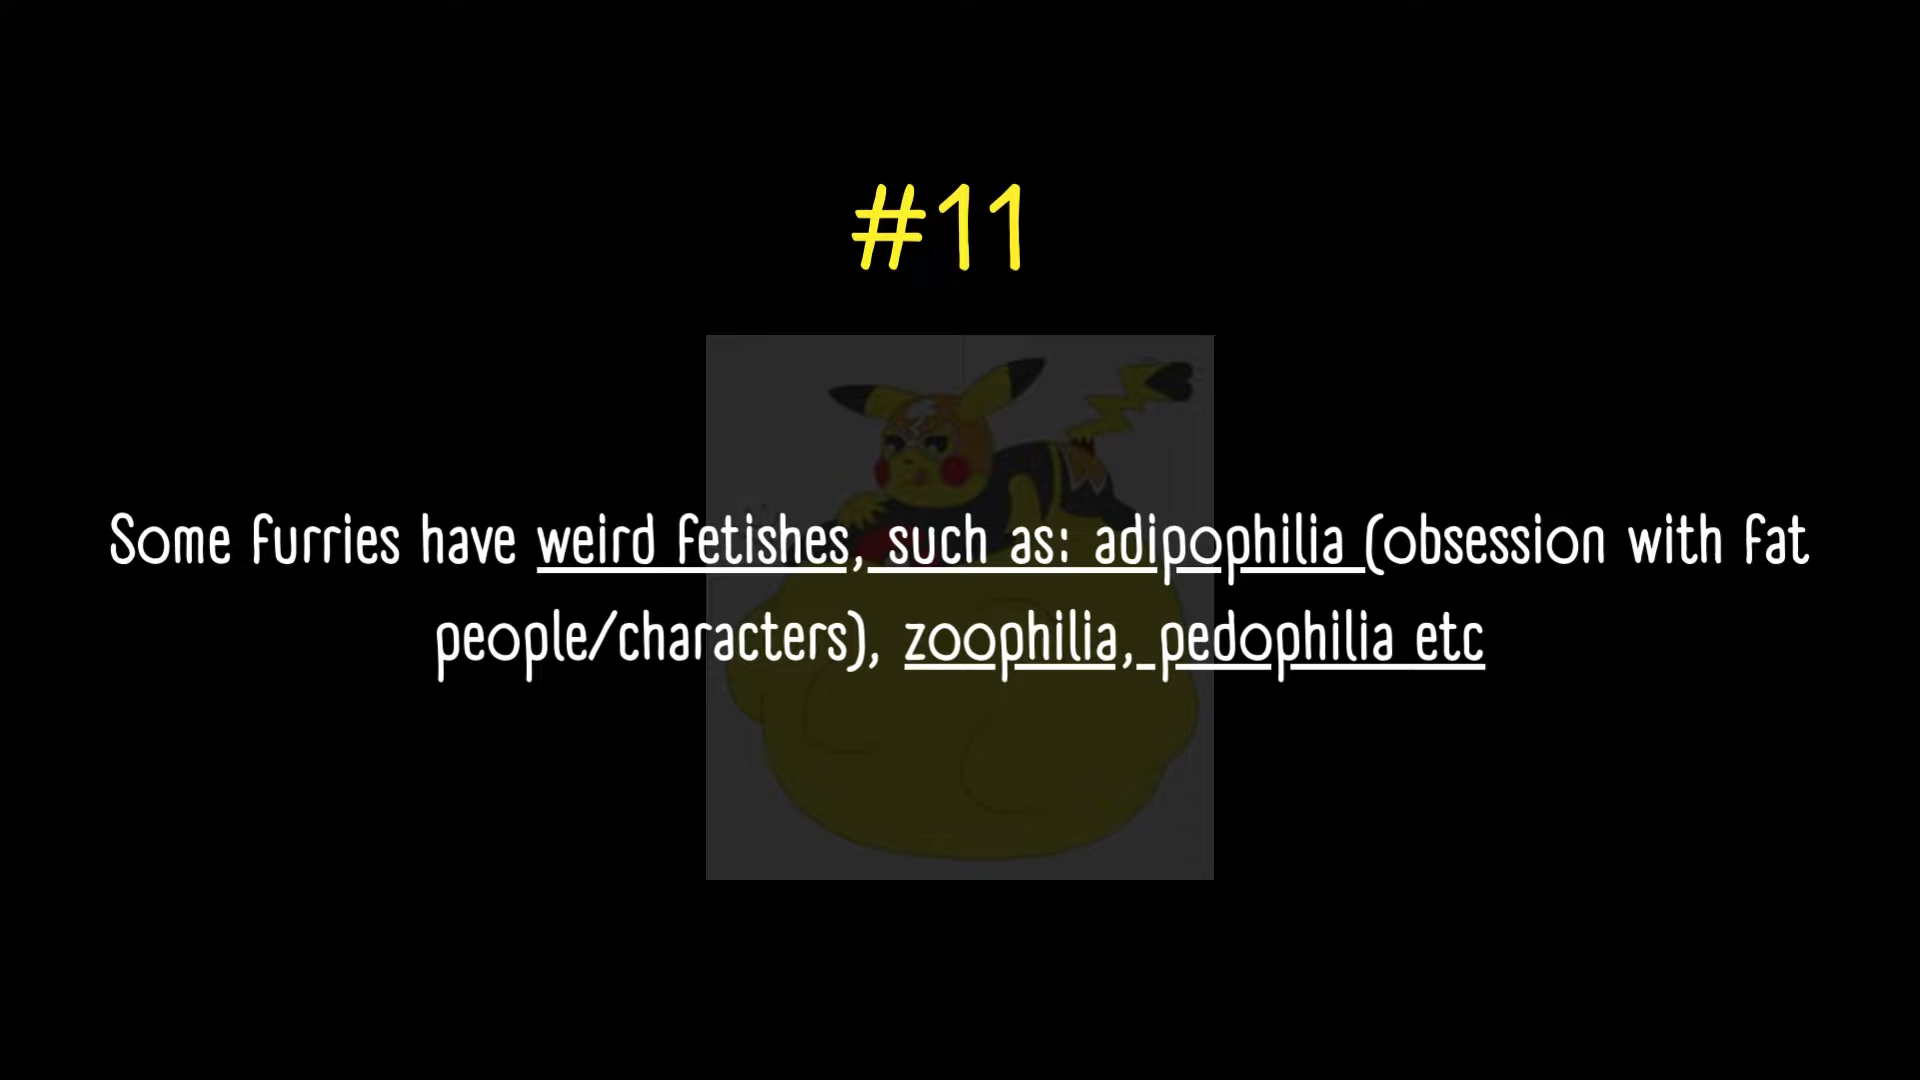 #11
Some furries have weird fetishes, such as: adipophilia (obsession with fat
people/characters), zoophilia, pedophilia etc